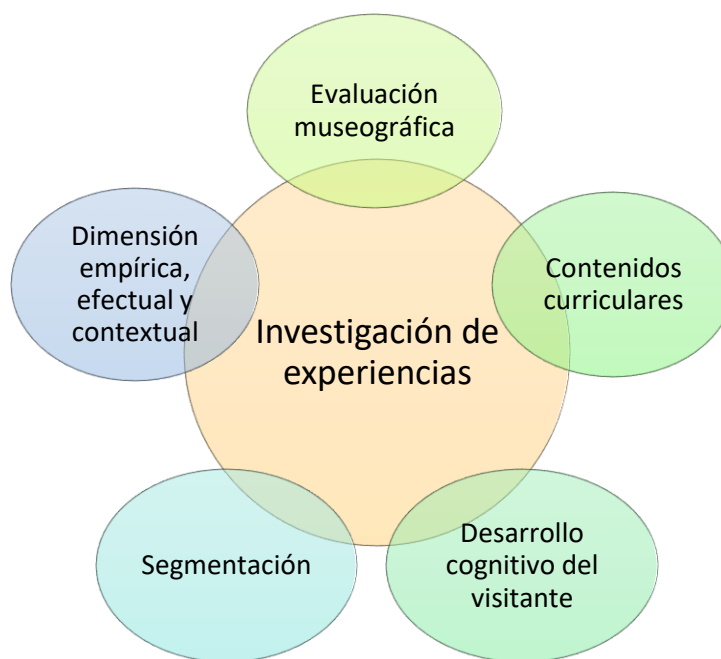 Evaluación
museográfica
Dimensión
empírica,
efectual y
contextual
Contenidos
curriculares
Investigación de
experiencias
Segmentación
Desarrollo
cognitivo del
visitante